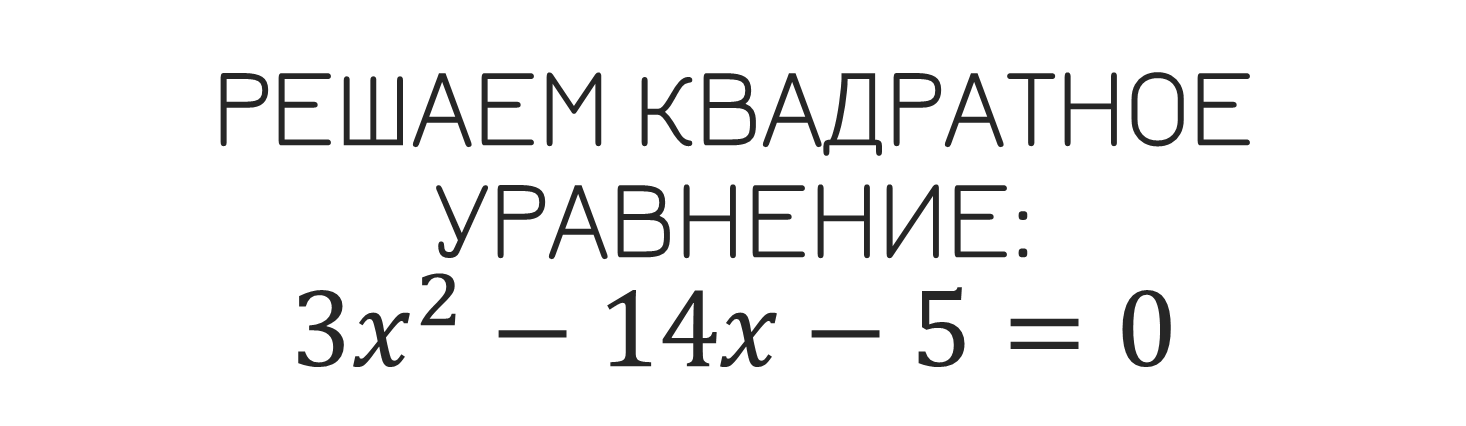 РЕШАЕМ КВАДРАТНОЕ
УРАВНЕНИЕ:
3x² − 14x − 5 = 0